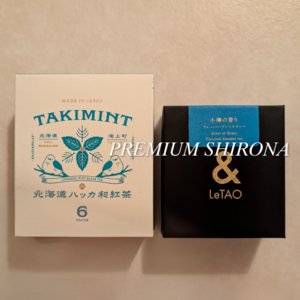 MADE IN JAPAN
TAKIMINT
北海道
滝上町
北海道ハッカ和紅茶
6
小樽の香り
&
LeTAO
PREMIUM SHIRONA